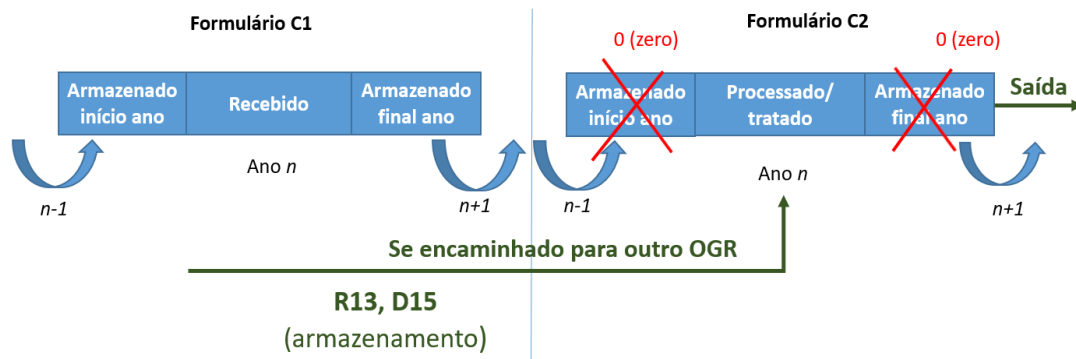 Formulário C1
Armazenado
início ano
Recebido
Armazenado
final ano
Ano n
n-1
n+1
Formulário C2
0 (zero)
0 (zero)
Armazenado
início ano
Processado/
tratado
Armazenado
final ano
Saída
Ano n
n-1
n+1
Se encaminhado para outro OGR
R13, D15
(armazenamento)